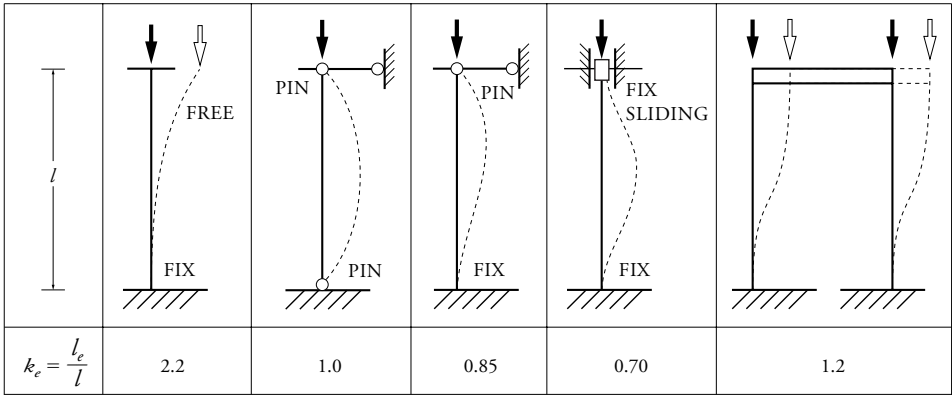 FREE
FIX
PIN
PIN
PIN
FIX
FIX
SLIDING
FIX
l
k_e = l_e / l
2.2
1.0
0.85
0.70
1.2